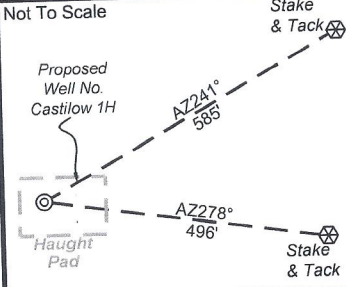 Not To Scale
Stake
& Tack
Proposed
Well No.
Castilow 1H
AZ241°
585'
AZ278°
496'
Haught
Pad
Stake
& Tack